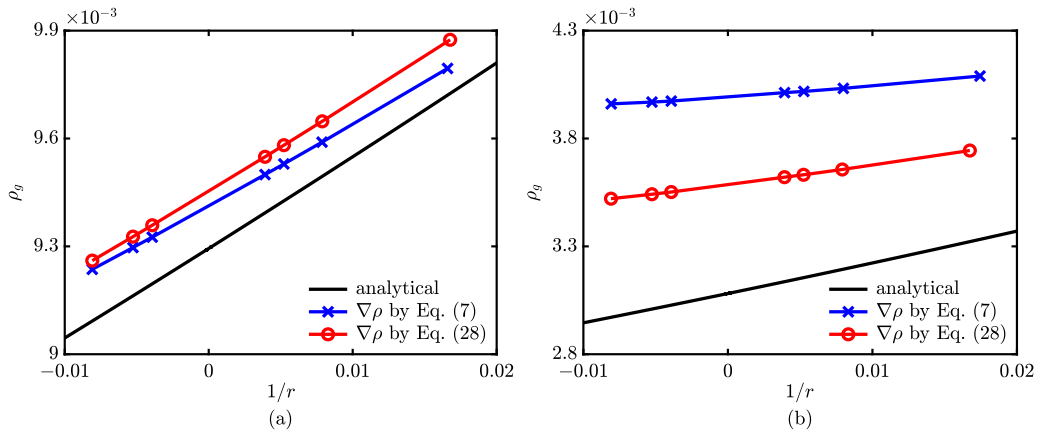 ×10⁻³
9.9
9.6
9.3
9
ρg
−0.01
0
0.01
0.02
1/r
analytical
∇ρ by Eq. (7)
∇ρ by Eq. (28)
(a)
×10⁻³
4.3
3.8
3.3
2.8
ρg
−0.01
0
0.01
0.02
1/r
analytical
∇ρ by Eq. (7)
∇ρ by Eq. (28)
(b)